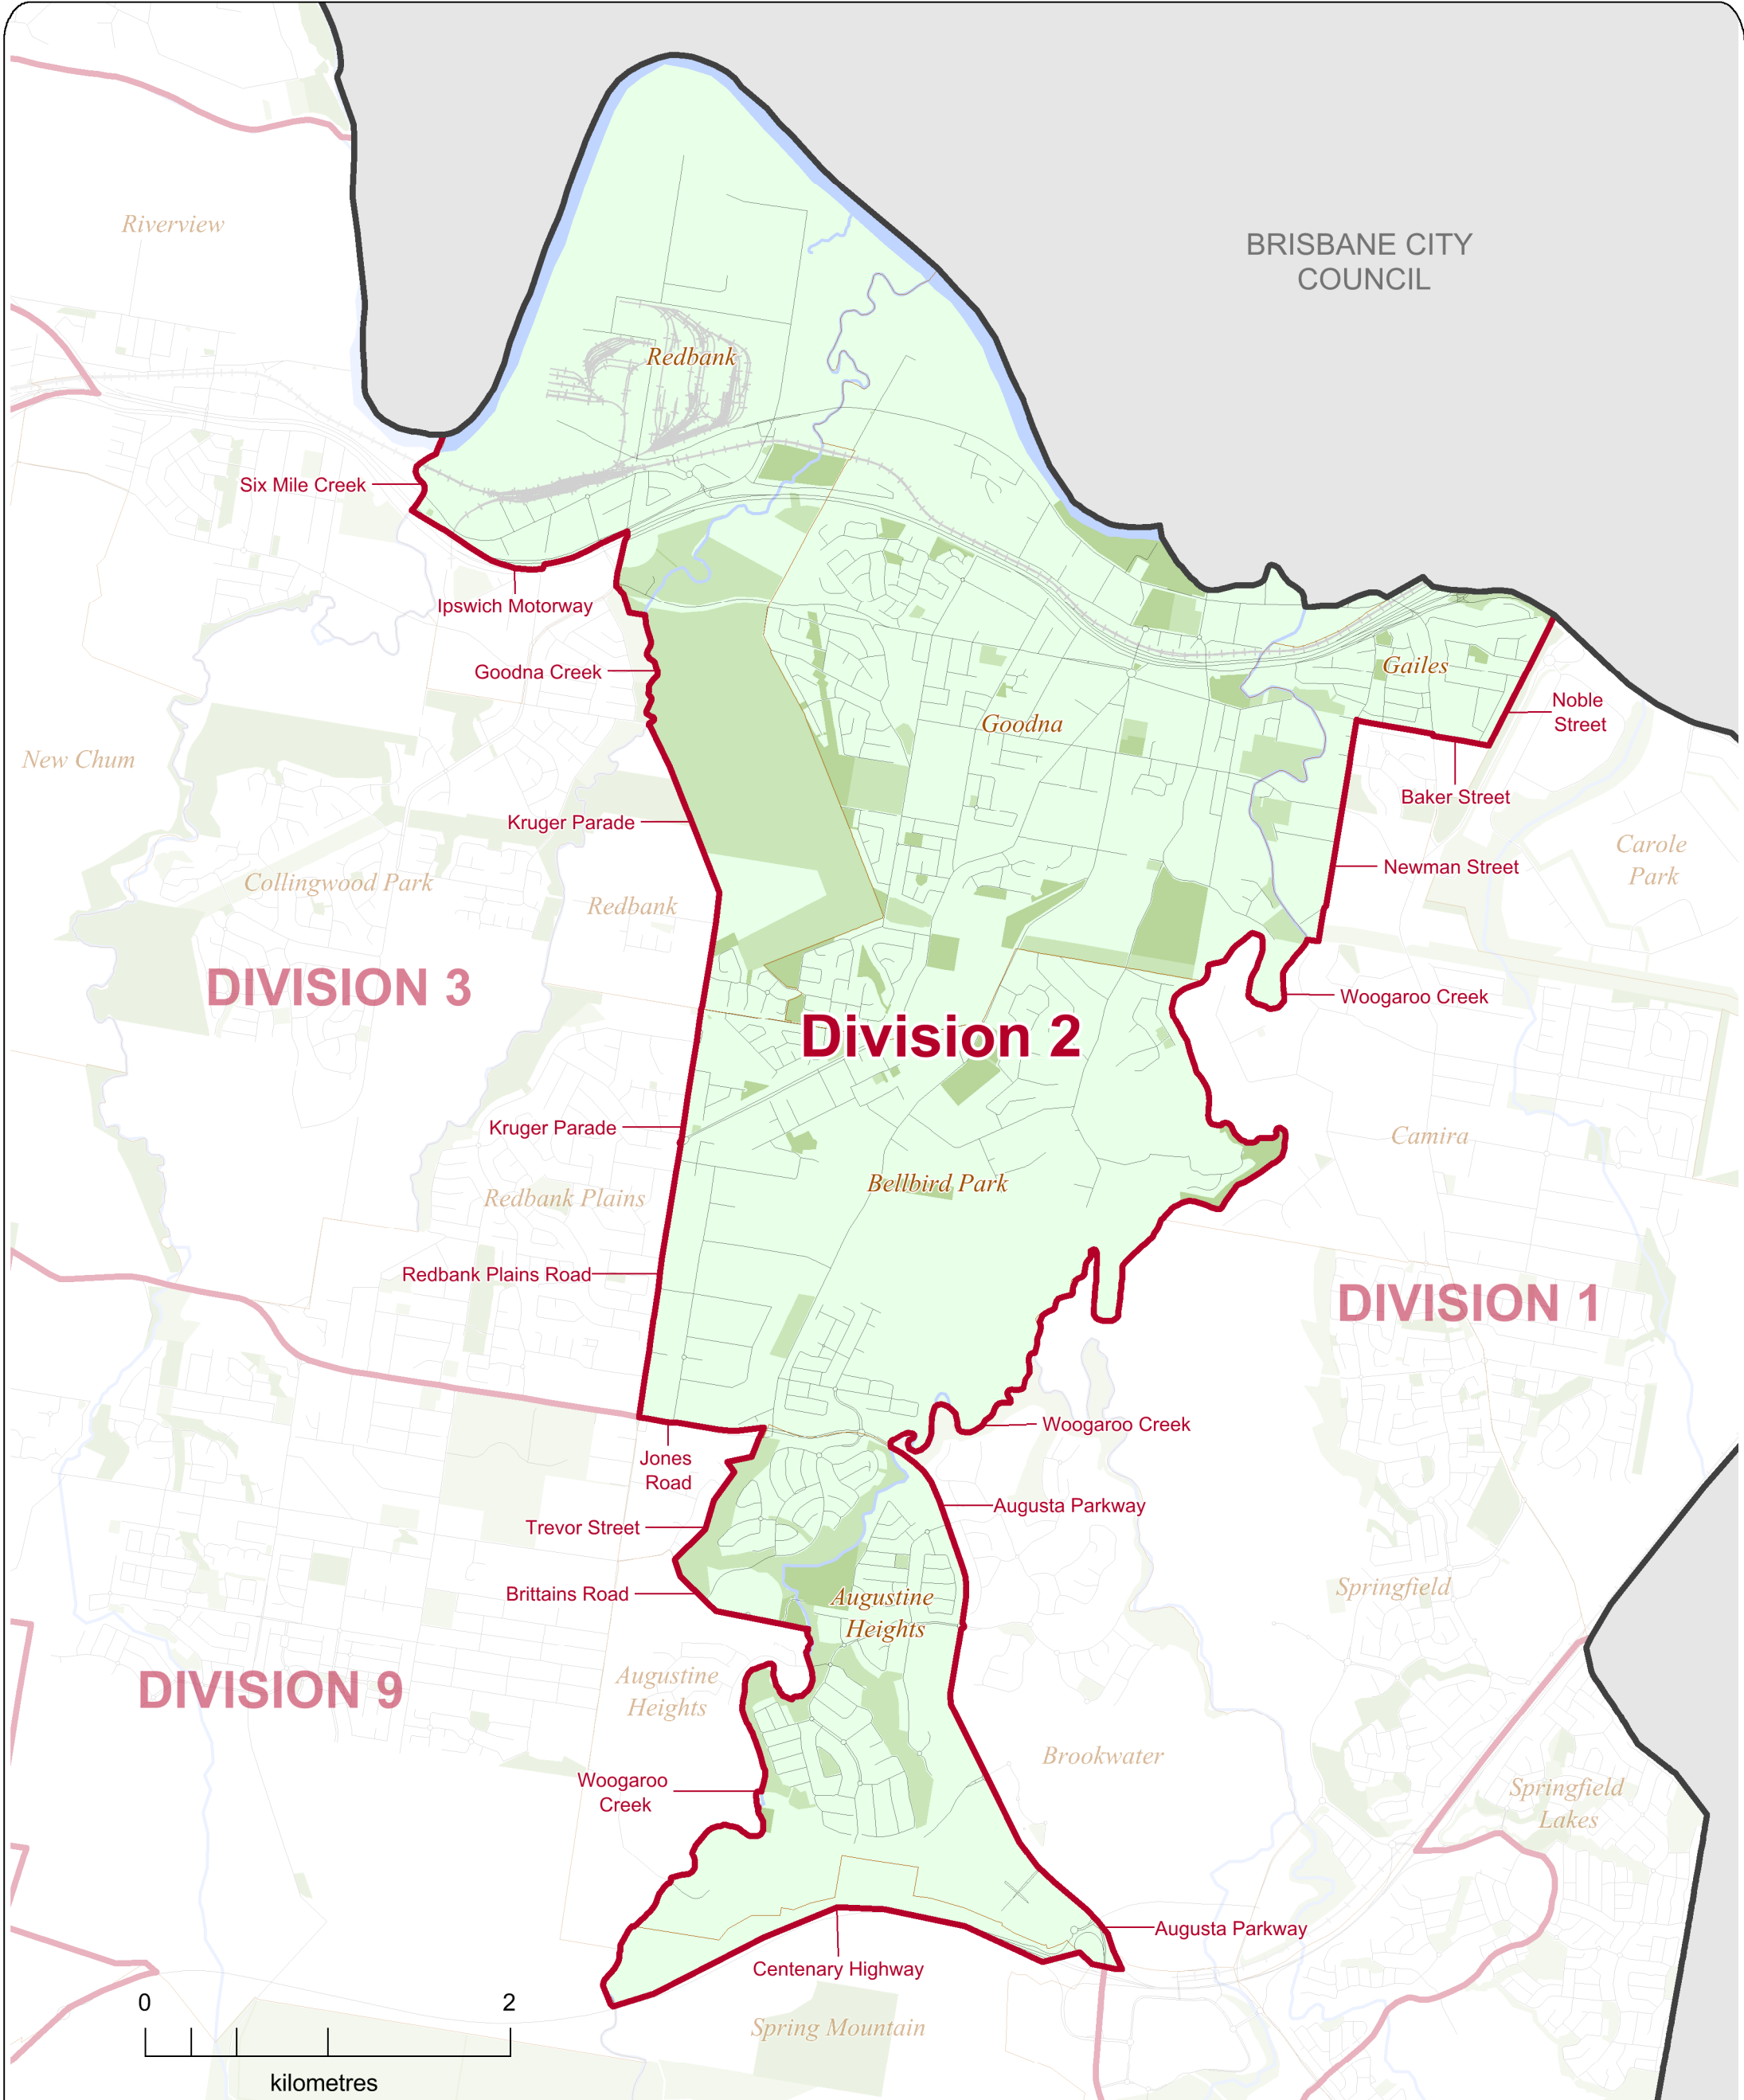 Riverview
BRISBANE CITY
COUNCIL
Redbank
Six Mile Creek
Ipswich Motorway
Goodna Creek
Gailes
Noble
Street
Goodna
New Chum
Baker Street
Kruger Parade
Carole
Park
Newman Street
Collingwood Park
Redbank
DIVISION 3
Woogaroo Creek
Division 2
Kruger Parade
Camira
Bellbird Park
Redbank Plains
Redbank Plains Road
DIVISION 1
Woogaroo Creek
Jones
Road
Augusta Parkway
Trevor Street
Springfield
Brittains Road
Augustine
Heights
DIVISION 9
Augustine
Heights
Brookwater
Woogaroo
Creek
Springfield
Lakes
Augusta Parkway
Centenary Highway
Spring Mountain
0 2
kilometres